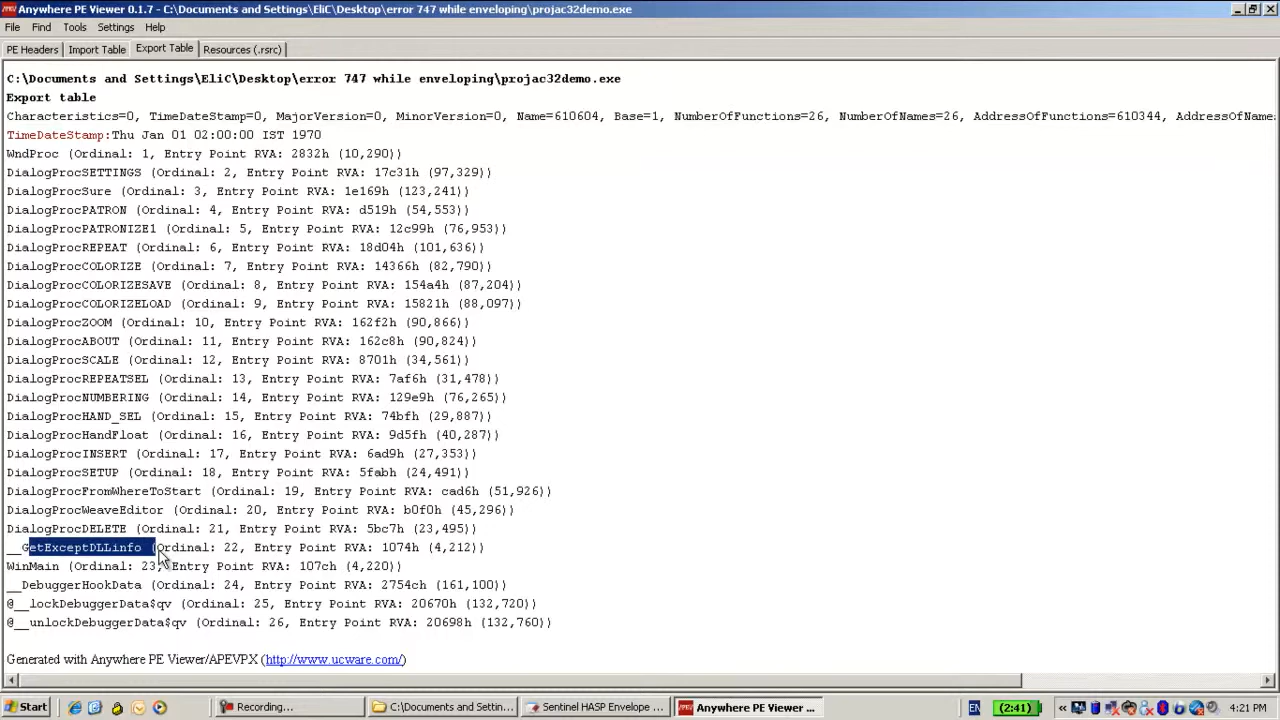 Anywhere PE Viewer 0.1.7 - C:\Documents and Settings\EliC\Desktop\error 747 while enveloping\projac32demo.exe
File Find Tools Settings Help
PE Headers Import Table Export Table Resources (.rsrc)
C:\Documents and Settings\EliC\Desktop\error 747 while enveloping\projac32demo.exe
Export table
Characteristics=0, TimeDateStamp=0, MajorVersion=0, MinorVersion=0, Name=610604, Base=1, NumberOfFunctions=26, NumberOfNames=26, AddressOfFunctions=610344, AddressOfName
TimeDateStamp:Thu Jan 01 02:00:00 IST 1970
WndProc (Ordinal: 1, Entry Point RVA: 2832h (10,290))
DialogProcSETTINGS (Ordinal: 2, Entry Point RVA: 17c31h (97,329))
DialogProcSure (Ordinal: 3, Entry Point RVA: 1e169h (123,241))
DialogProcPATRON (Ordinal: 4, Entry Point RVA: d519h (54,553))
DialogProcPATRONIZE1 (Ordinal: 5, Entry Point RVA: 12c99h (76,953))
DialogProcREPEAT (Ordinal: 6, Entry Point RVA: 18d04h (101,636))
DialogProcCOLORIZE (Ordinal: 7, Entry Point RVA: 14366h (82,790))
DialogProcCOLORIZESAVE (Ordinal: 8, Entry Point RVA: 154a4h (87,204))
DialogProcCOLORIZELOAD (Ordinal: 9, Entry Point RVA: 15821h (88,097))
DialogProcZOOM (Ordinal: 10, Entry Point RVA: 162f2h (90,866))
DialogProcABOUT (Ordinal: 11, Entry Point RVA: 162c8h (90,824))
DialogProcSCALE (Ordinal: 12, Entry Point RVA: 8701h (34,561))
DialogProcREPEATSEL (Ordinal: 13, Entry Point RVA: 7af6h (31,478))
DialogProcNUMBERING (Ordinal: 14, Entry Point RVA: 129e9h (76,265))
DialogProcHAND_SEL (Ordinal: 15, Entry Point RVA: 74bfh (29,887))
DialogProcHandFloat (Ordinal: 16, Entry Point RVA: 9d5fh (40,287))
DialogProcINSERT (Ordinal: 17, Entry Point RVA: 6ad9h (27,353))
DialogProcSETUP (Ordinal: 18, Entry Point RVA: 5fabh (24,491))
DialogProcFromWhereToStart (Ordinal: 19, Entry Point RVA: cad6h (51,926))
DialogProcWeaveEditor (Ordinal: 20, Entry Point RVA: b0f0h (45,296))
DialogProcDELETE (Ordinal: 21, Entry Point RVA: 5bc7h (23,495))
__GetExceptDLLinfo (Ordinal: 22, Entry Point RVA: 1074h (4,212))
WinMain (Ordinal: 23, Entry Point RVA: 107ch (4,220))
__DebuggerHookData (Ordinal: 24, Entry Point RVA: 2754ch (161,100))
@__lockDebuggerData$qv (Ordinal: 25, Entry Point RVA: 20670h (132,720))
@__unlockDebuggerData$qv (Ordinal: 26, Entry Point RVA: 20698h (132,760))
Generated with Anywhere PE Viewer/APEVPX (http://www.ucware.com/)
Start Recording... C:\Documents and Settin... Sentinel HASP Envelope ... Anywhere PE Viewer ... EN (2:41) 4:21 PM